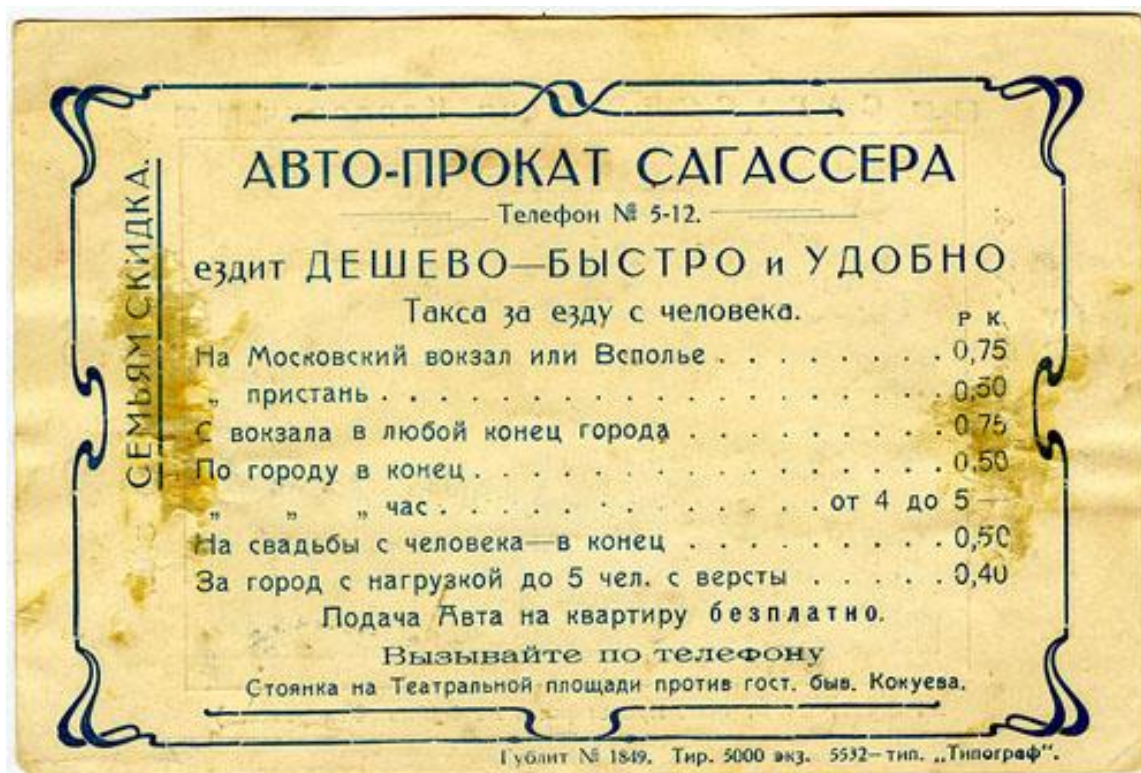 СЕМЬЯМ СКИДКА.
АВТО-ПРОКАТ САГАССЕРА
Телефон № 5-12.
ездит ДЕШЕВО—БЫСТРО и УДОБНО
Такса за езду с человека.
Р К.
На Московский вокзал или Всполье . . . . . . . . 0,75
„ пристань . . . . . . . . . . . . . . . . . 0,50
С вокзала в любой конец города . . . . . . . . . 0,75
По городу в конец . . . . . . . . . . . . . . . 0,50
„ „ „ час . . . . . . . . . . . . от 4 до 5 —
На свадьбы с человека—в конец . . . . . . . . . 0,50
За город с нагрузкой до 5 чел. с версты . . . . . . 0,40
Подача Авта на квартиру безплатно.
Вызывайте по телефону
Стоянка на Театральной площади против гост. быв. Кокуева.
Гублит № 1849. Тир. 5000 экз. 5532—тип. „Типограф".